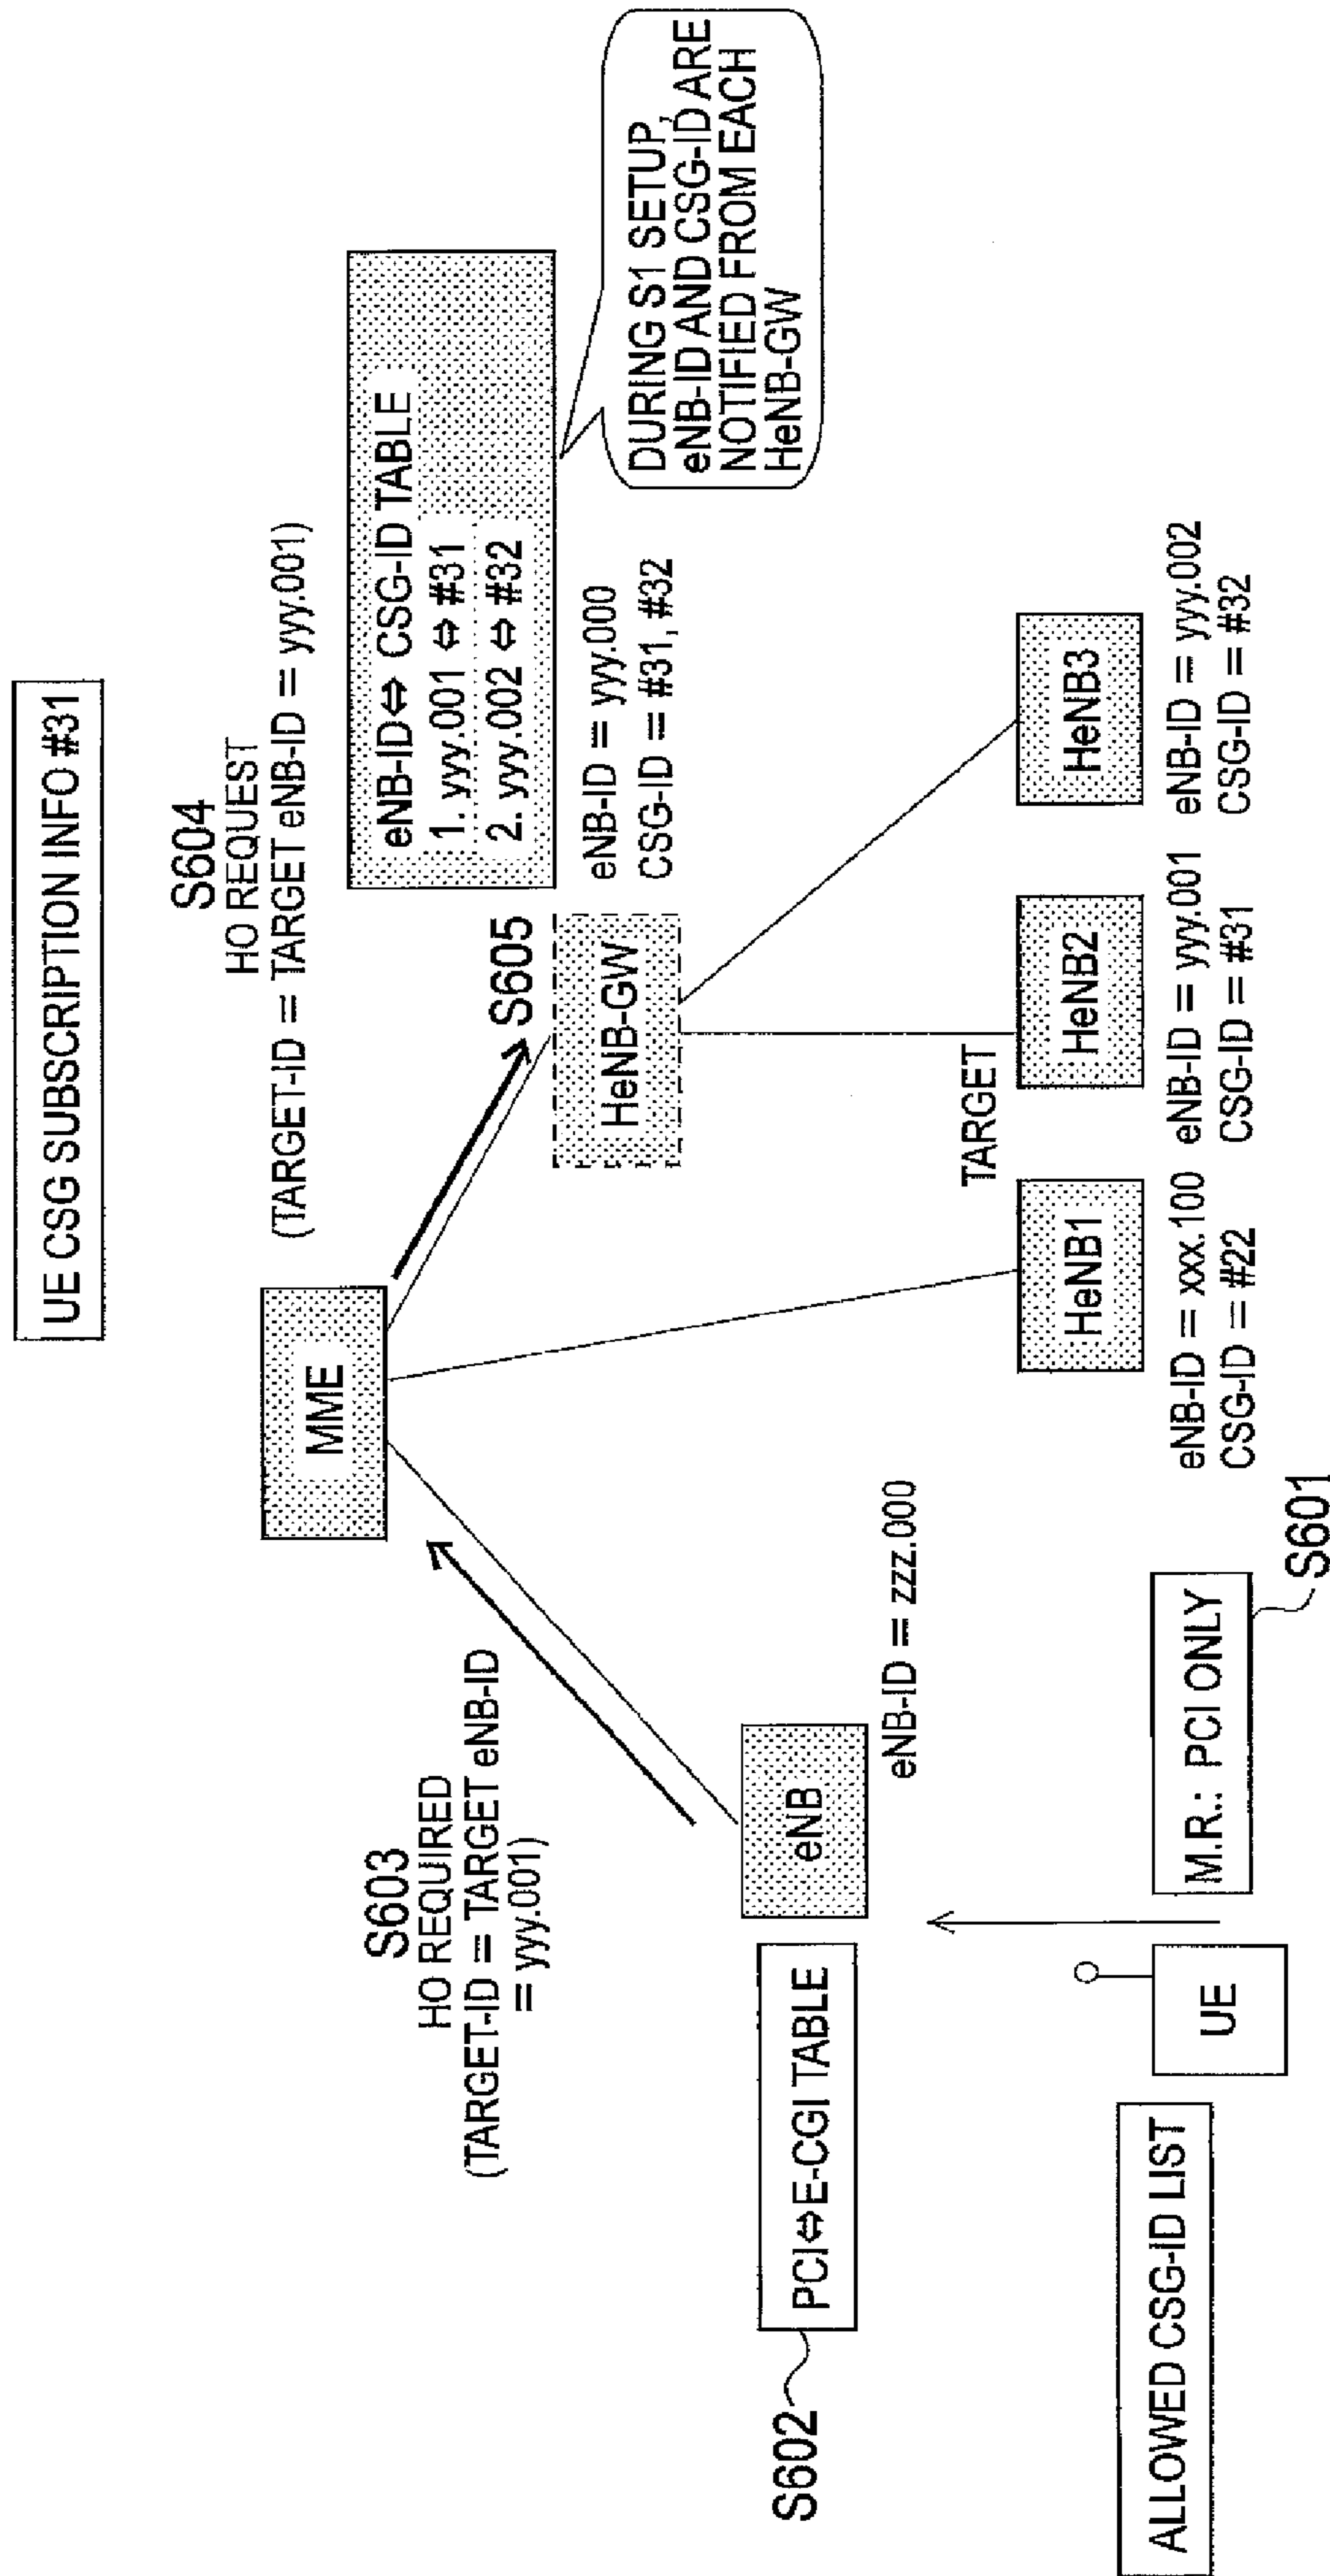 UE CSG SUBSCRIPTION INFO #31
S604
HO REQUEST
(TARGET-ID = TARGET eNB-ID = yyy.001)
MME
S603
HO REQUIRED
(TARGET-ID = TARGET eNB-ID
= yyy.001)
eNB-ID⇔ CSG-ID TABLE
1. yyy.001 ⇔ #31
2. yyy.002 ⇔ #32
S605
HeNB-GW
eNB-ID = yyy.000
CSG-ID = #31, #32
DURING S1 SETUP,
eNB-ID AND CSG-ID ARE
NOTIFIED FROM EACH
HeNB-GW
S602
PCI⇔E-CGI TABLE
eNB
eNB-ID = zzz.000
TARGET
HeNB1
eNB-ID = xxx.100
CSG-ID = #22
HeNB2
eNB-ID = yyy.001
CSG-ID = #31
HeNB3
eNB-ID = yyy.002
CSG-ID = #32
ALLOWED CSG-ID LIST
UE
M.R.: PCI ONLY
S601